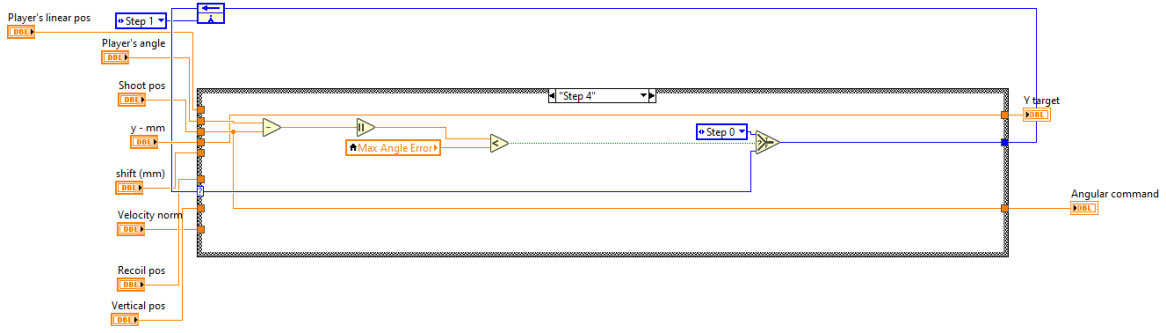 Player's linear pos
Step 1
DBL
Player's angle
DBL
"Step 4"
Shoot pos
DBL
Y target
DBL
y - mm
DBL
Step 0
Max Angle Error
shift (mm)
DBL
?
Angular command
DBL
Velocity norm
DBL
Recoil pos
DBL
Vertical pos
DBL